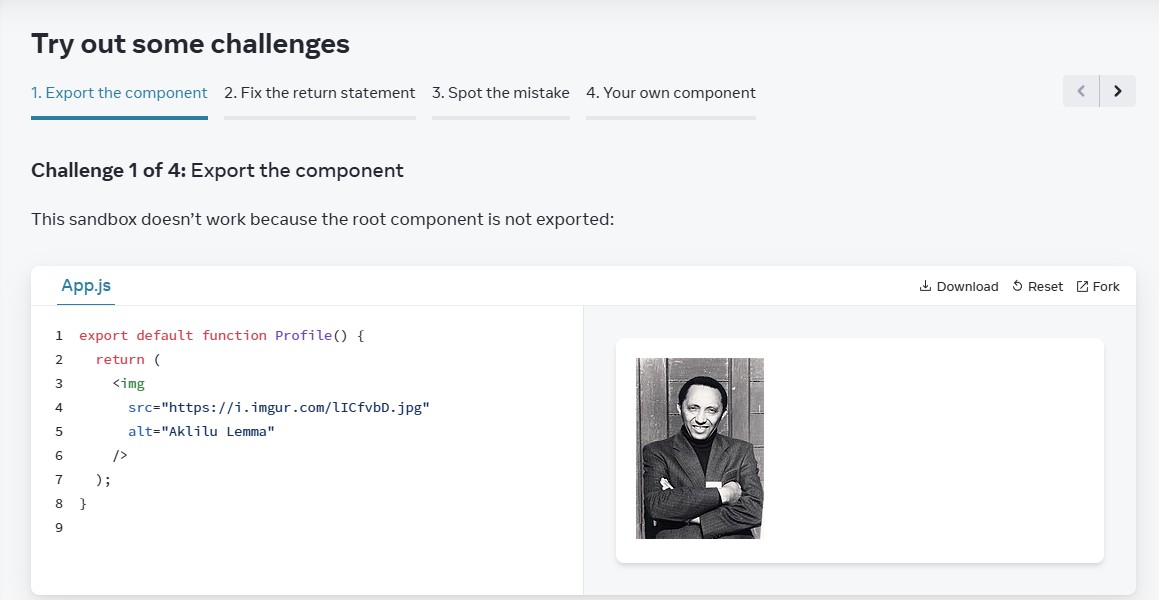 Try out some challenges
1. Export the component 2. Fix the return statement 3. Spot the mistake 4. Your own component
Challenge 1 of 4: Export the component
This sandbox doesn’t work because the root component is not exported:
App.js Download Reset Fork
1 export default function Profile() {
2   return (
3     <img
4       src="https://i.imgur.com/lICfvbD.jpg"
5       alt="Aklilu Lemma"
6     />
7   );
8 }
9